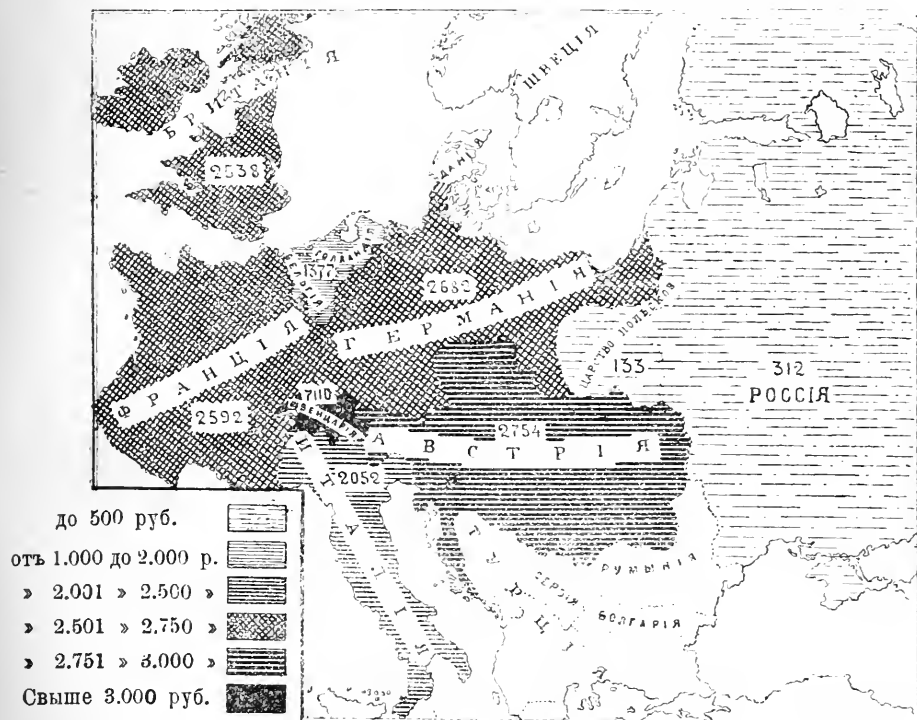 БРИТАНІЯ
ШВЕЦІЯ
2538
ДАНІЯ
ГОЛЛАНДІЯ
1377
2682
ГЕРМАНІЯ
ФРАНЦІЯ
2592
7110
ШВЕЙЦАРІЯ
ЦАРСТВО ПОЛЬСКОЕ
133
312
РОССІЯ
2754
АВСТРІЯ
2052
ИТАЛІЯ
ТУРЦІ
РУМЫНІЯ
СЕРБІЯ
БОЛГАРІЯ
до 500 руб.
отъ 1.000 до 2.000 р.
» 2.001 » 2.500 »
» 2.501 » 2.750 »
» 2.751 » 3.000 »
Свыше 3.000 руб.